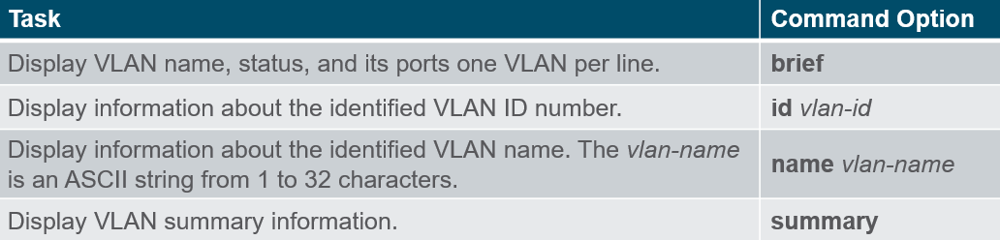 Task Command Option
Display VLAN name, status, and its ports one VLAN per line. brief
Display information about the identified VLAN ID number. id vlan-id
Display information about the identified VLAN name. The vlan-name
is an ASCII string from 1 to 32 characters. name vlan-name
Display VLAN summary information. summary